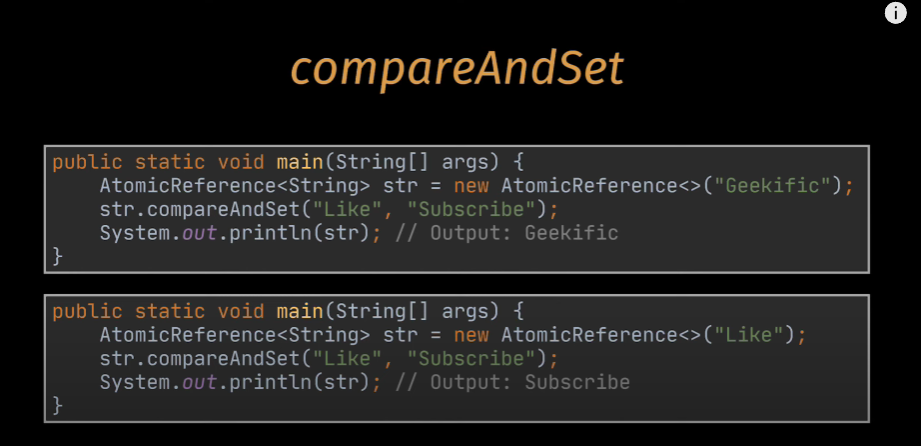 compareAndSet
public static void main(String[] args) {
    AtomicReference<String> str = new AtomicReference<>("Geekific");
    str.compareAndSet("Like", "Subscribe");
    System.out.println(str); // Output: Geekific
}
public static void main(String[] args) {
    AtomicReference<String> str = new AtomicReference<>("Like");
    str.compareAndSet("Like", "Subscribe");
    System.out.println(str); // Output: Subscribe
}